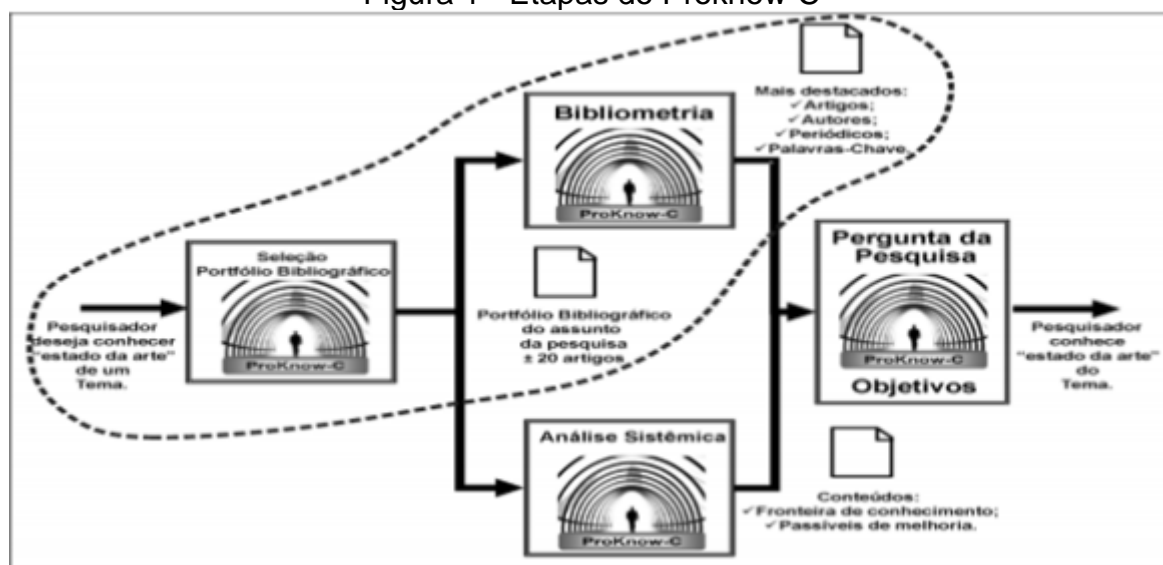 Figura 1 - Etapas do Proknow-C
Mais destacados:
✓Artigos;
✓Autores;
✓Periódicos;
✓Palavras-Chave.
Bibliometria
ProKnow-C
Seleção
Portfólio Bibliográfico
ProKnow-C
Pesquisador
deseja conhecer
"estado da arte"
de um
Tema.
Portfólio Bibliográfico
do assunto
da pesquisa
± 20 artigos
Pergunta da
Pesquisa
ProKnow-C
Objetivos
Pesquisador
conhece
"estado da arte"
do
Tema.
Análise Sistêmica
ProKnow-C
Conteúdos:
✓Fronteira de conhecimento;
✓Passíveis de melhoria.